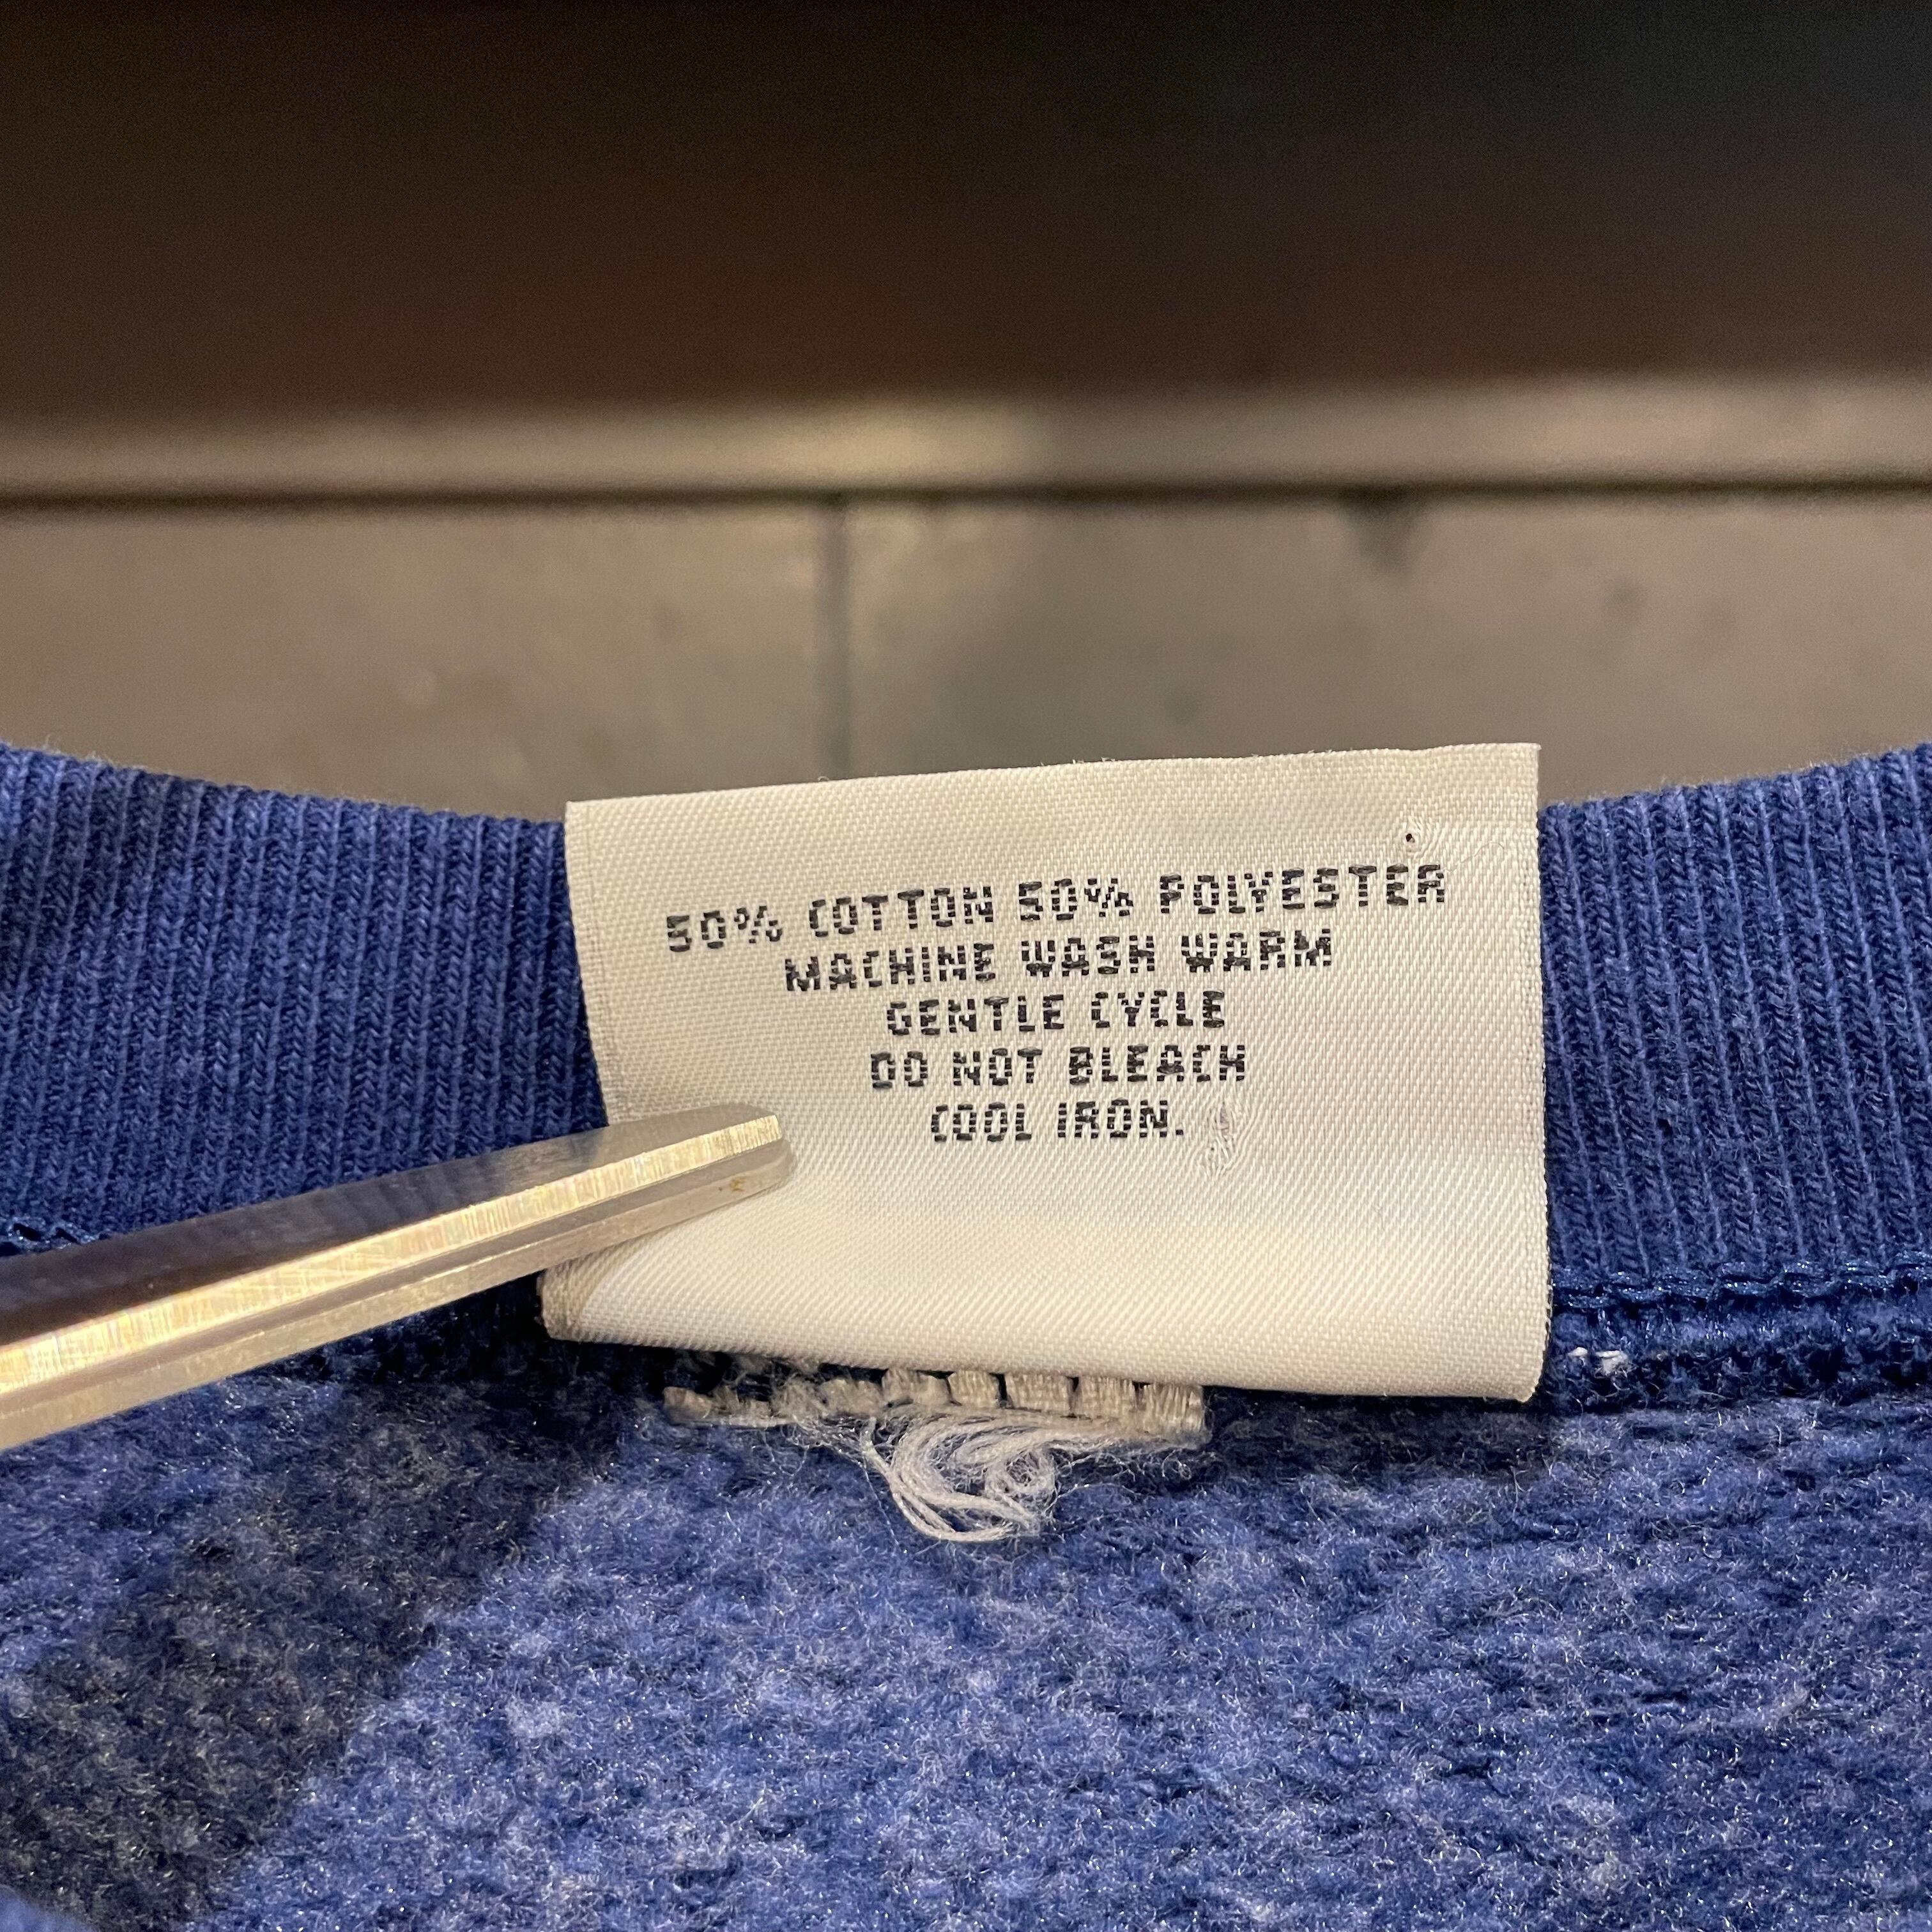 50% COTTON 50% POLYESTER
MACHINE WASH WARM
GENTLE CYCLE
DO NOT BLEACH
COOL IRON.